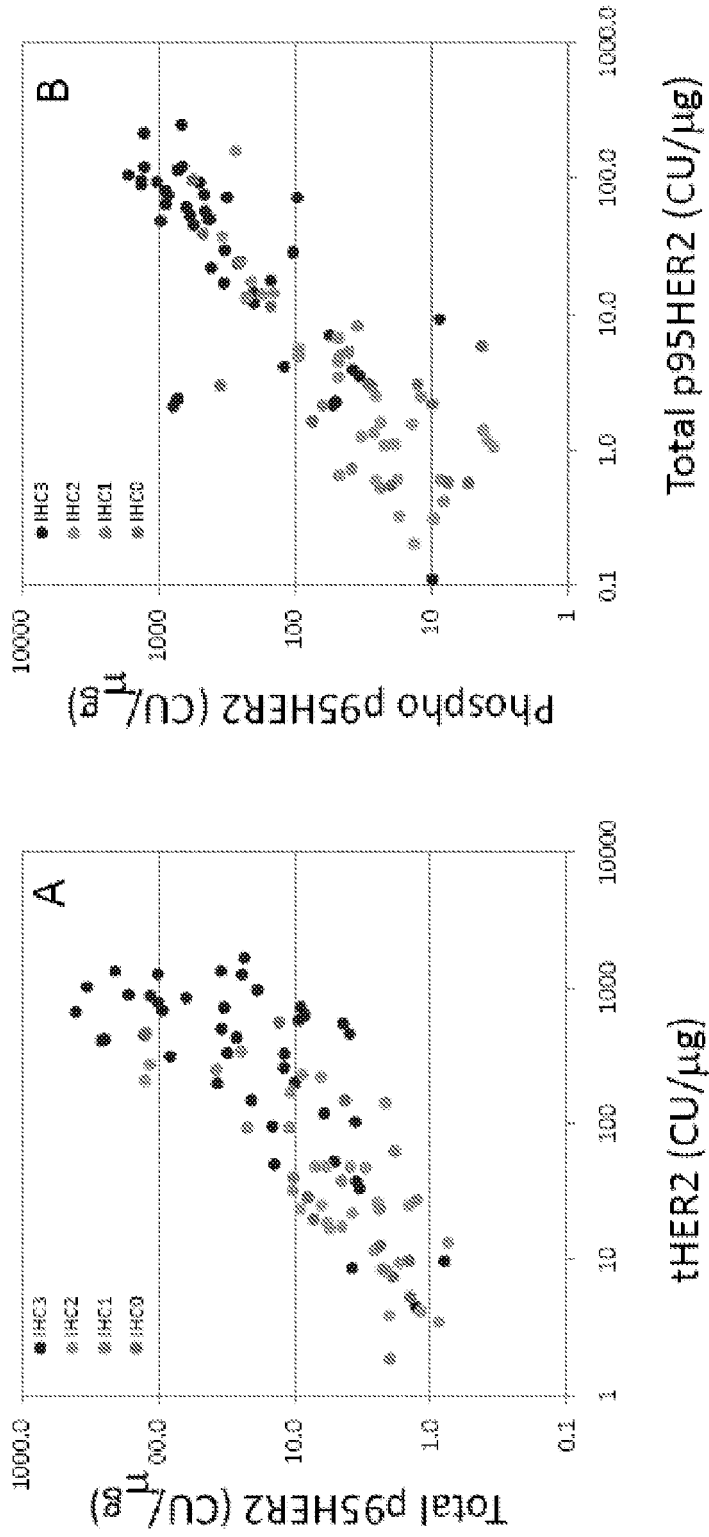 A
IHC3
IHC2
IHC1
IHC0
1000.0
00.0
10.0
1.0
0.1
1
10
100
1000
10000
Total p95HER2 (CU/μg)
tHER2 (CU/μg)
B
IHC3
IHC2
IHC1
IHC0
10000
1000
100
10
1
0.1
1.0
10.0
100.0
1000.0
Phospho p95HER2 (CU/μg)
Total p95HER2 (CU/μg)